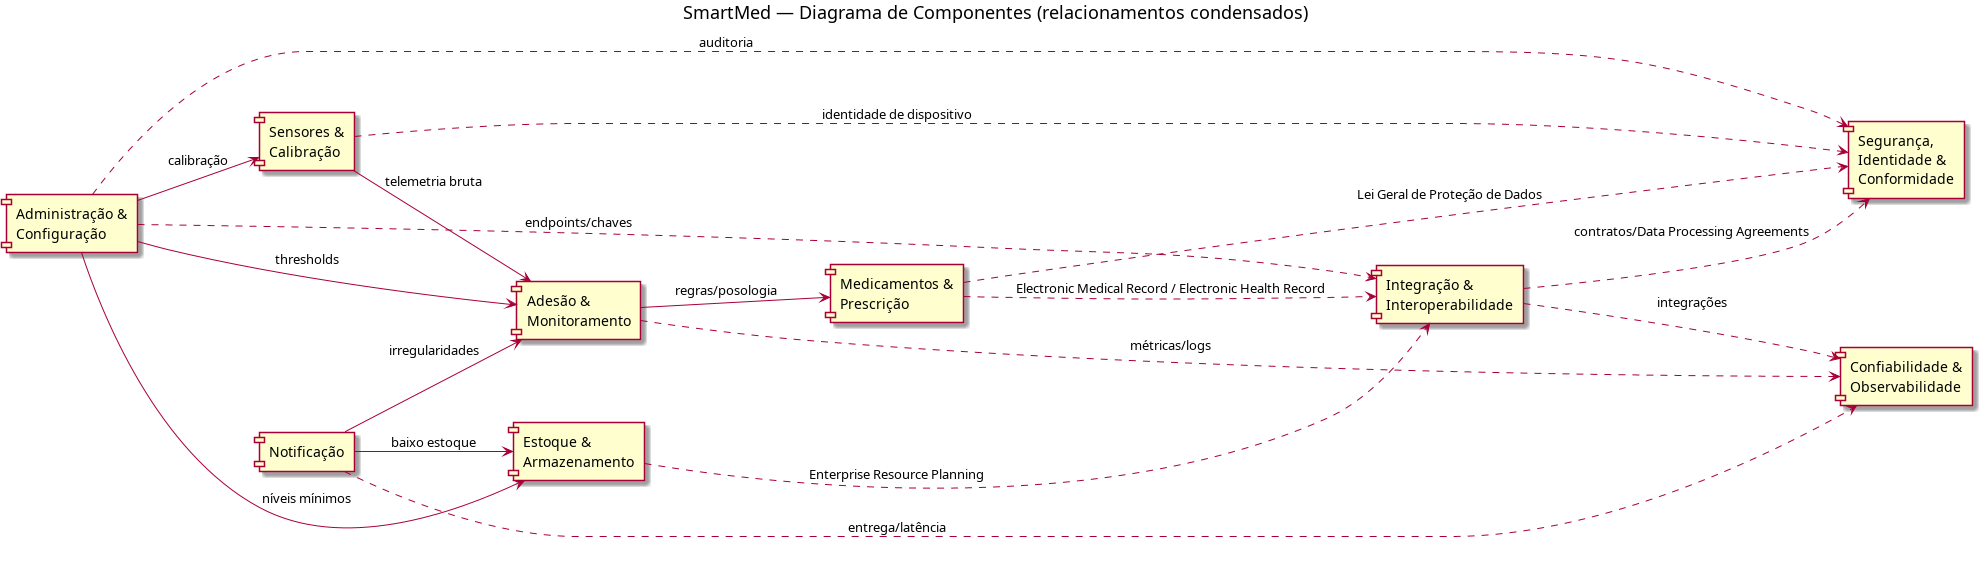 SmartMed — Diagrama de Componentes (relacionamentos condensados)
auditoria
identidade de dispositivo
Sensores &
Calibração
Segurança,
Identidade &
Conformidade
calibração
telemetria bruta
Lei Geral de Proteção de Dados
Administração &
Configuração
endpoints/chaves
contratos/Data Processing Agreements
thresholds
Adesão &
Monitoramento
regras/posologia
Medicamentos &
Prescrição
Electronic Medical Record / Electronic Health Record
Integração &
Interoperabilidade
integrações
irregularidades
métricas/logs
Confiabilidade &
Observabilidade
Notificação
baixo estoque
Estoque &
Armazenamento
Enterprise Resource Planning
níveis mínimos
entrega/latência